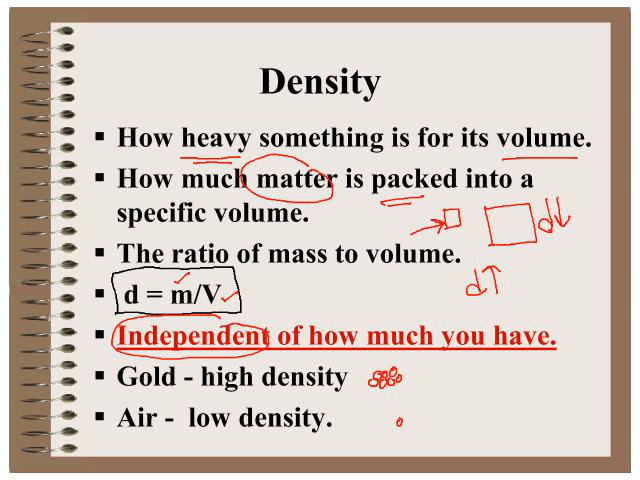 Density
▪ How heavy something is for its volume.
▪ How much matter is packed into a
specific volume.
d↓
▪ The ratio of mass to volume.
d↑
▪ d = m/V
▪ Independent of how much you have.
▪ Gold - high density
▪ Air - low density.